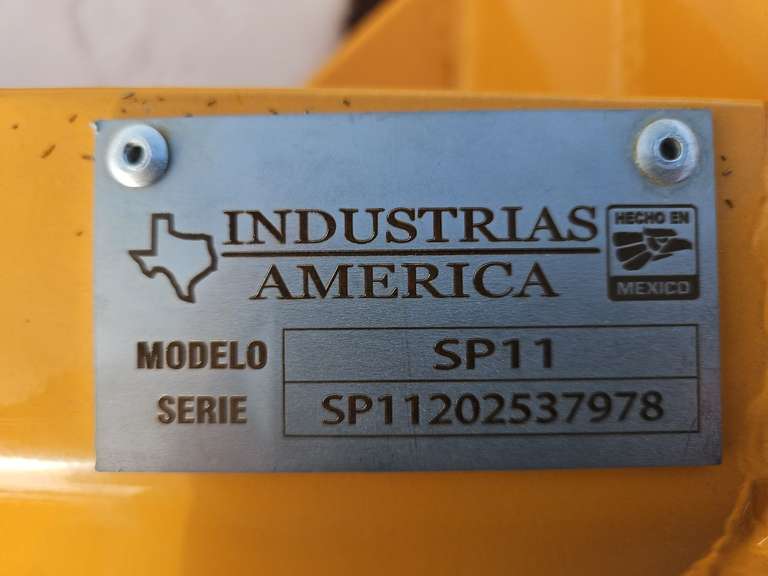 INDUSTRIAS
AMERICA
HECHO EN
MEXICO
MODELO SP11
SERIE SP11202537978